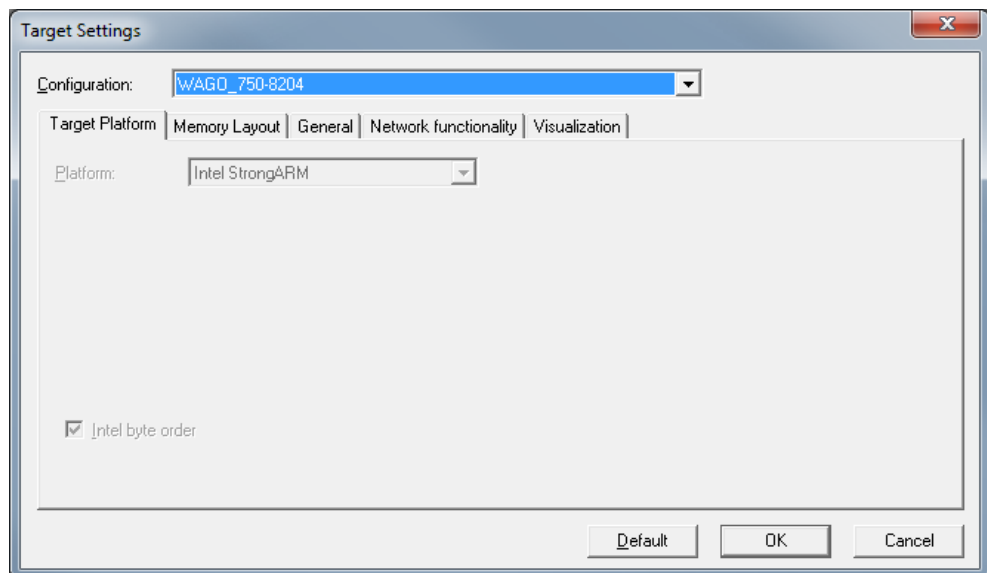 Target Settings
Configuration: WAGO_750-8204
Target Platform Memory Layout General Network functionality Visualization
Platform: Intel StrongARM
Intel byte order
Default OK Cancel